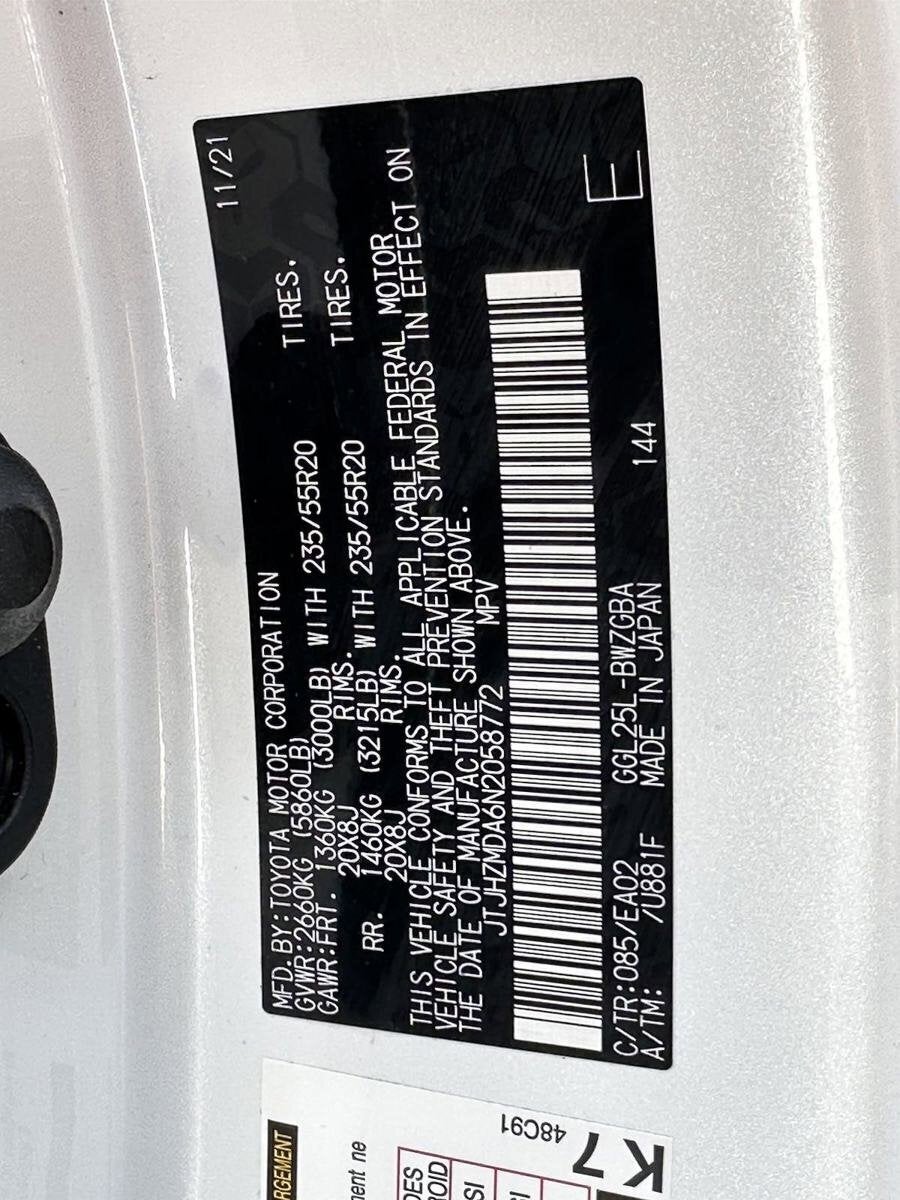 11/21
MFD. BY: TOYOTA MOTOR CORPORATION
GVWR: 2660KG (5860LB)
GAWR: FRT. 1360KG (3000LB) WITH 235/55R20 TIRES.
20X8J RIMS.
RR. 1460KG (3215LB) WITH 235/55R20 TIRES.
20X8J RIMS.
THIS VEHICLE CONFORMS TO ALL APPLICABLE FEDERAL MOTOR
VEHICLE SAFETY AND THEFT PREVENTION STANDARDS IN EFFECT ON
THE DATE OF MANUFACTURE SHOWN ABOVE.
JTJHZMDA6N2058772 MPV
E
C/TR: 085/EA02 GGL25L-BWZGBA
A/TM: /U881F MADE IN JAPAN 144
48C91
K7